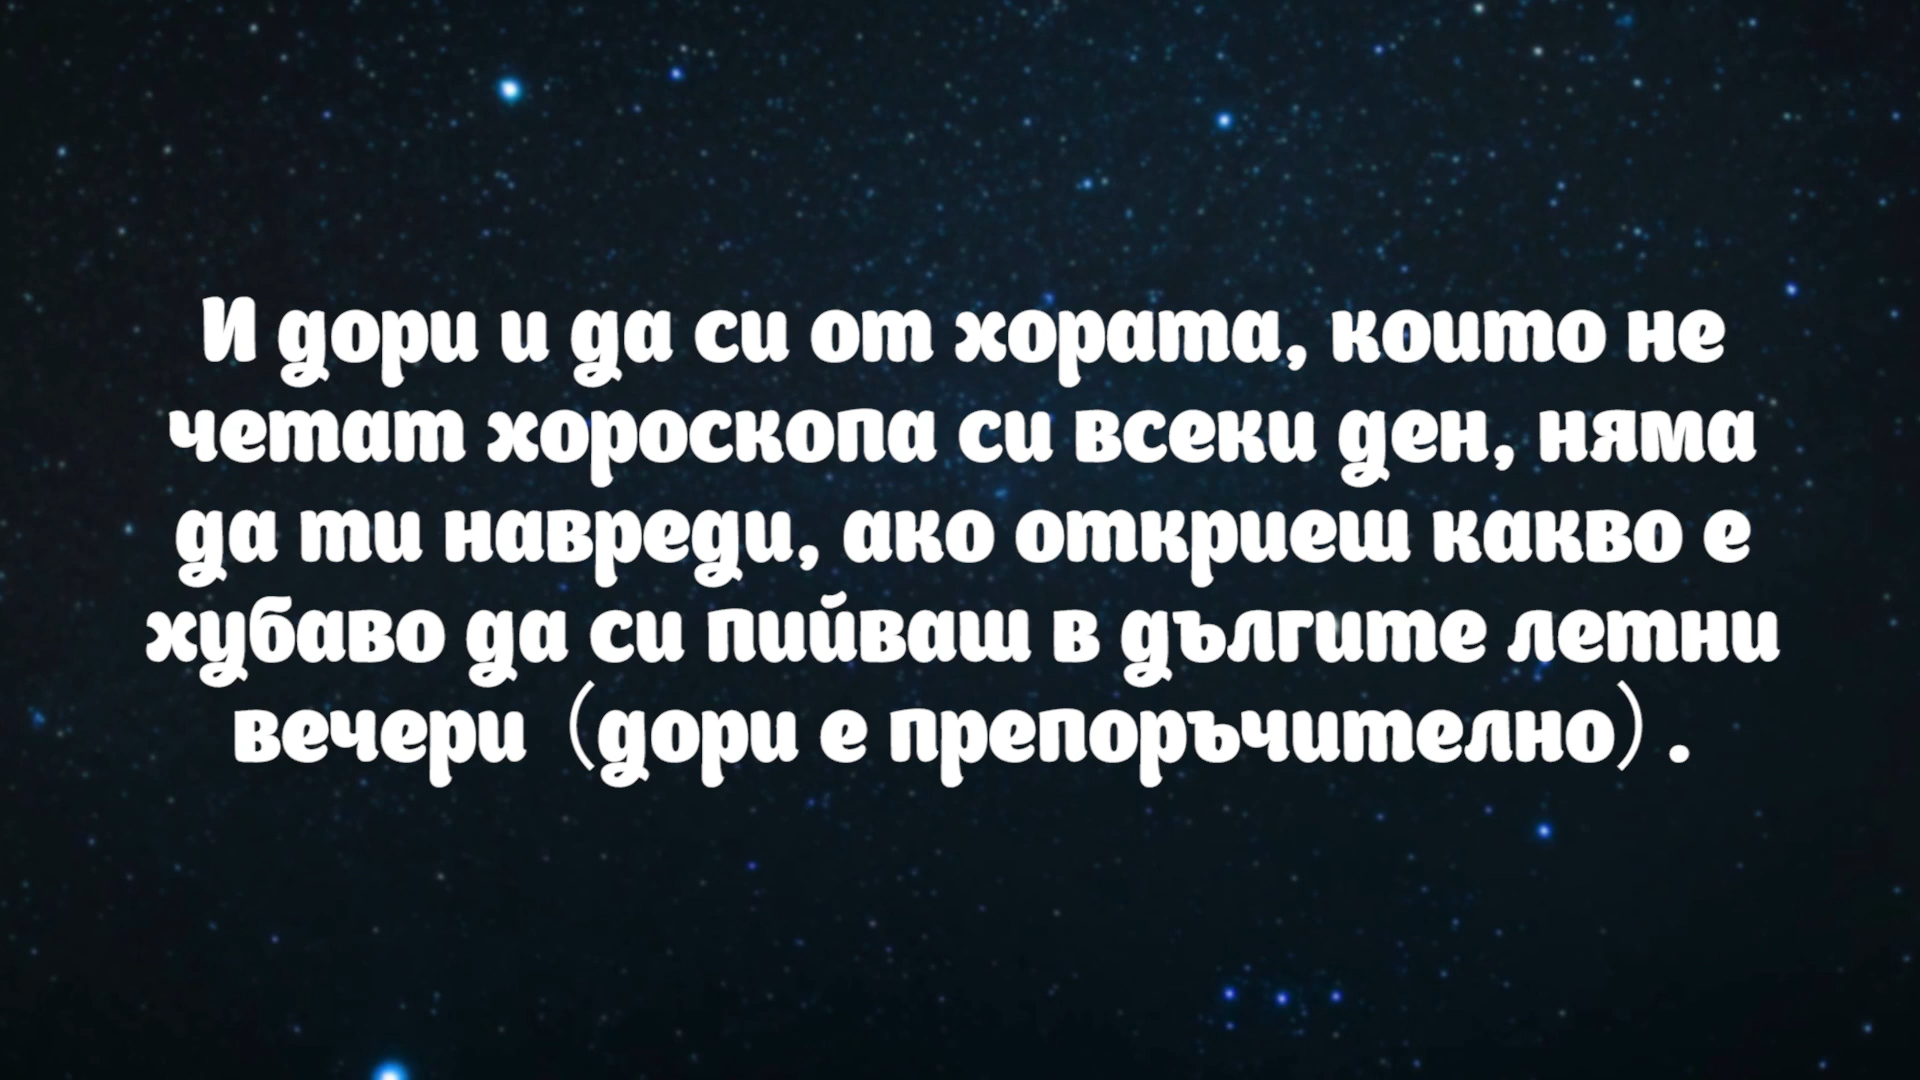 И дори и да си от хората, които не
четат хороскопа си всеки ден, няма
да ти навреди, ако откриеш какво е
хубаво да си пийваш в дългите летни
вечери (дори е препоръчително).